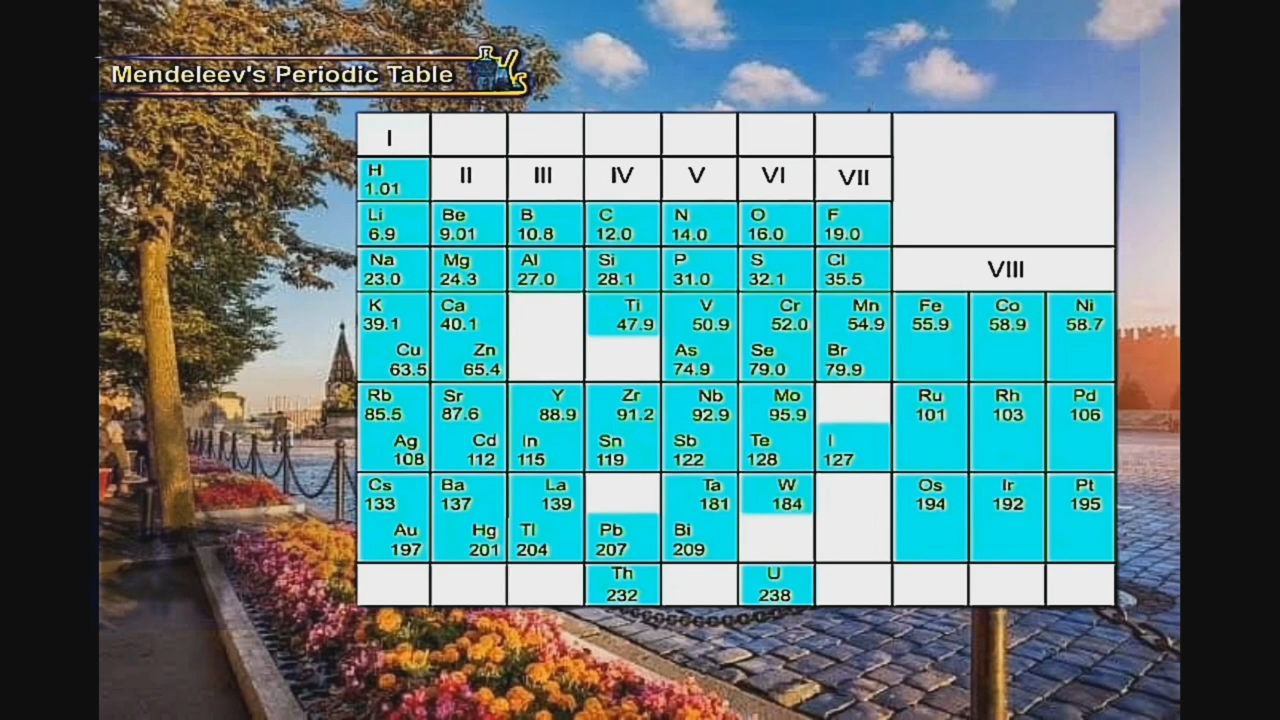 Mendeleev's Periodic Table
I
II III IV V VI VII
H
1.01
Li Be B C N O F
6.9 9.01 10.8 12.0 14.0 16.0 19.0
Na Mg Al Si P S Cl
23.0 24.3 27.0 28.1 31.0 32.1 35.5
VIII
K Ca Ti V Cr Mn Fe Co Ni
39.1 40.1 47.9 50.9 52.0 54.9 55.9 58.9 58.7
Cu Zn As Se Br
63.5 65.4 74.9 79.0 79.9
Rb Sr Y Zr Nb Mo Ru Rh Pd
85.5 87.6 88.9 91.2 92.9 95.9 101 103 106
Ag Cd In Sn Sb Te I
108 112 115 119 122 128 127
Cs Ba La Ta W Os Ir Pt
133 137 139 181 184 194 192 195
Au Hg Tl Pb Bi
197 201 204 207 209
Th U
232 238